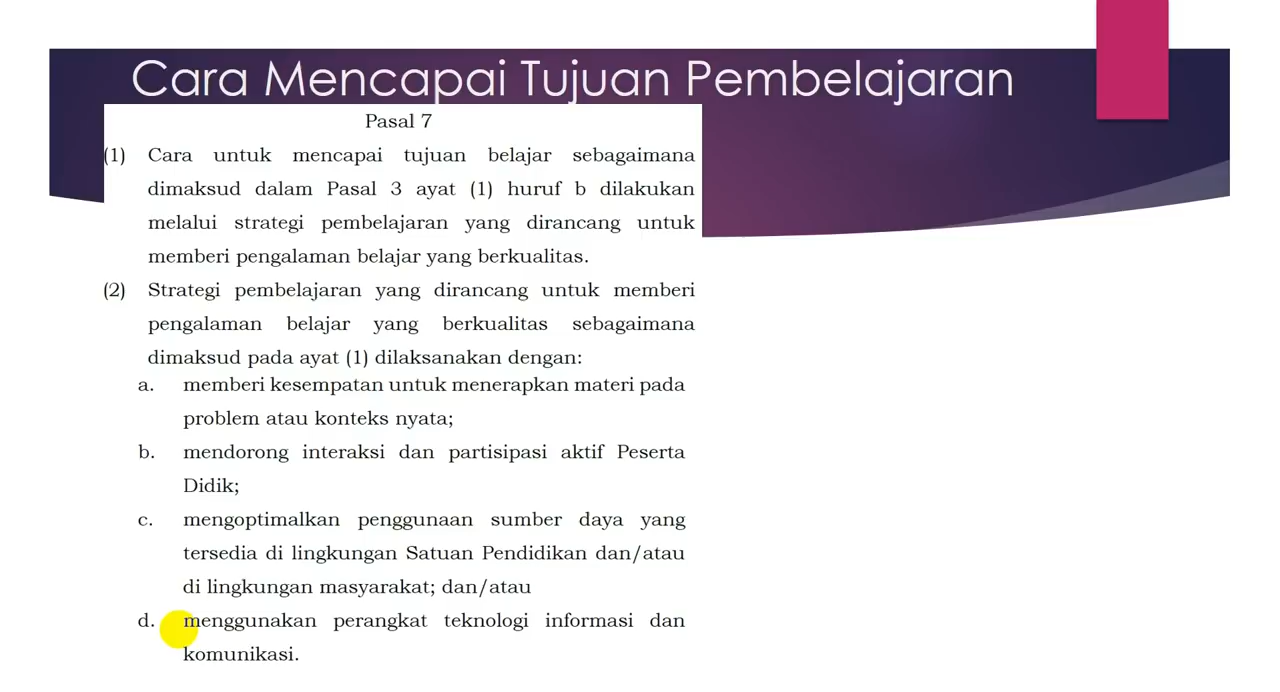 Cara Mencapai Tujuan Pembelajaran
Pasal 7
(1) Cara untuk mencapai tujuan belajar sebagaimana
dimaksud dalam Pasal 3 ayat (1) huruf b dilakukan
melalui strategi pembelajaran yang dirancang untuk
memberi pengalaman belajar yang berkualitas.
(2) Strategi pembelajaran yang dirancang untuk memberi
pengalaman belajar yang berkualitas sebagaimana
dimaksud pada ayat (1) dilaksanakan dengan:
a. memberi kesempatan untuk menerapkan materi pada
problem atau konteks nyata;
b. mendorong interaksi dan partisipasi aktif Peserta
Didik;
c. mengoptimalkan penggunaan sumber daya yang
tersedia di lingkungan Satuan Pendidikan dan/atau
di lingkungan masyarakat; dan/atau
d. menggunakan perangkat teknologi informasi dan
komunikasi.